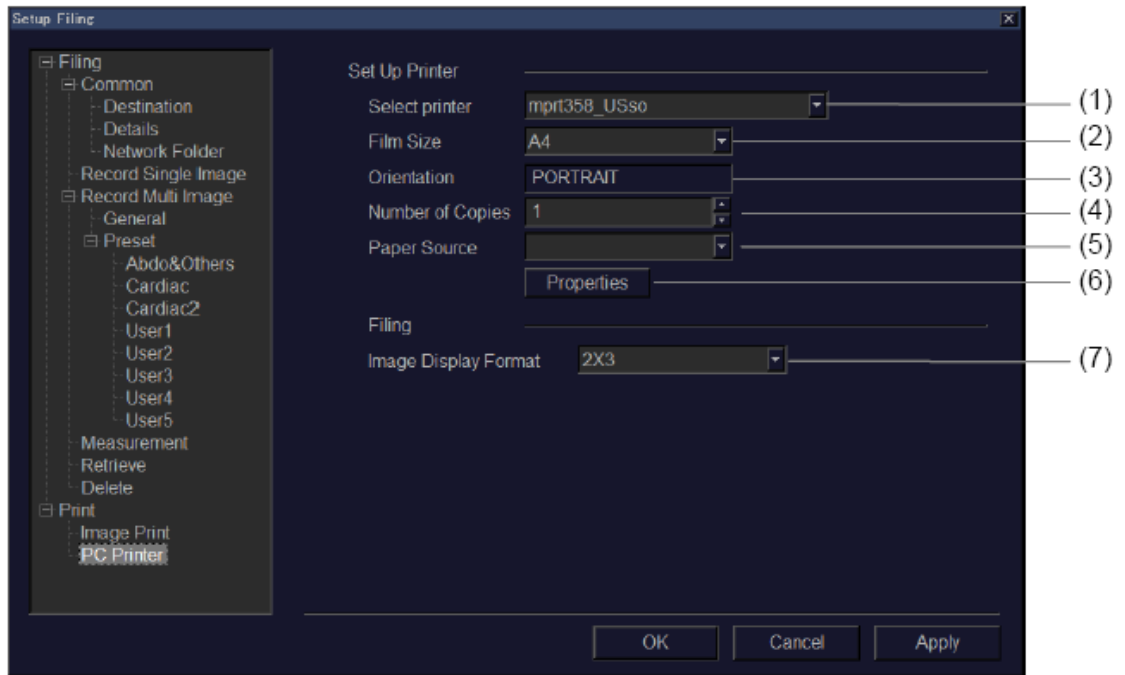 Setup Filing
Filing
Common
Destination
Details
Network Folder
Record Single Image
Record Multi Image
General
Preset
Abdo&Others
Cardiac
Cardiac2
User1
User2
User3
User4
User5
Measurement
Retrieve
Delete
Print
Image Print
PC Printer
Set Up Printer
Select printer mprt358_USso (1)
Film Size A4 (2)
Orientation PORTRAIT (3)
Number of Copies 1 (4)
Paper Source (5)
Properties (6)
Filing
Image Display Format 2X3 (7)
OK Cancel Apply